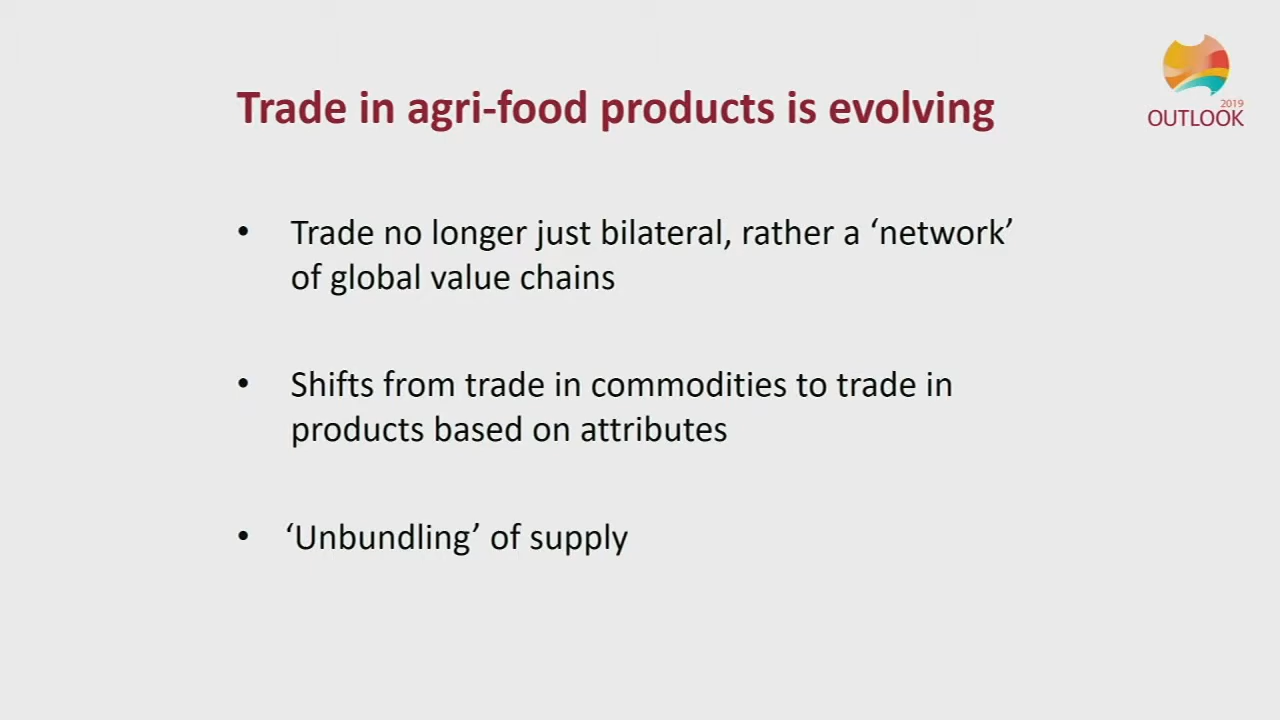 Trade in agri-food products is evolving
2019
OUTLOOK
• Trade no longer just bilateral, rather a ‘network’
of global value chains
• Shifts from trade in commodities to trade in
products based on attributes
• ‘Unbundling’ of supply